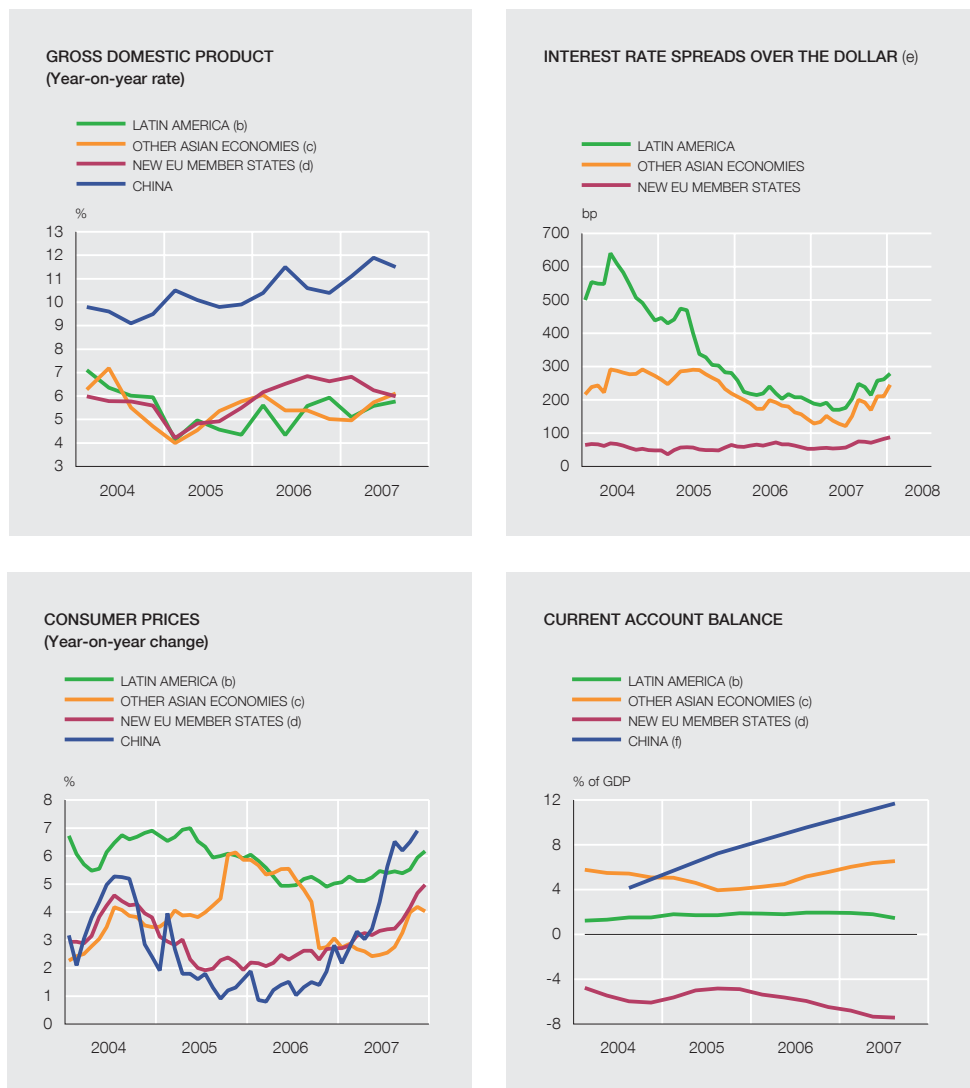 GROSS DOMESTIC PRODUCT
(Year-on-year rate)
LATIN AMERICA (b)
OTHER ASIAN ECONOMIES (c)
NEW EU MEMBER STATES (d)
CHINA
%
13
12
11
10
9
8
7
6
5
4
3
2004 2005 2006 2007
INTEREST RATE SPREADS OVER THE DOLLAR (e)
LATIN AMERICA
OTHER ASIAN ECONOMIES
NEW EU MEMBER STATES
bp
700
600
500
400
300
200
100
0
2004 2005 2006 2007 2008
CONSUMER PRICES
(Year-on-year change)
LATIN AMERICA (b)
OTHER ASIAN ECONOMIES (c)
NEW EU MEMBER STATES (d)
CHINA
%
8
7
6
5
4
3
2
1
0
2004 2005 2006 2007
CURRENT ACCOUNT BALANCE
LATIN AMERICA (b)
OTHER ASIAN ECONOMIES (c)
NEW EU MEMBER STATES (d)
CHINA (f)
% of GDP
12
8
4
0
-4
-8
2004 2005 2006 2007